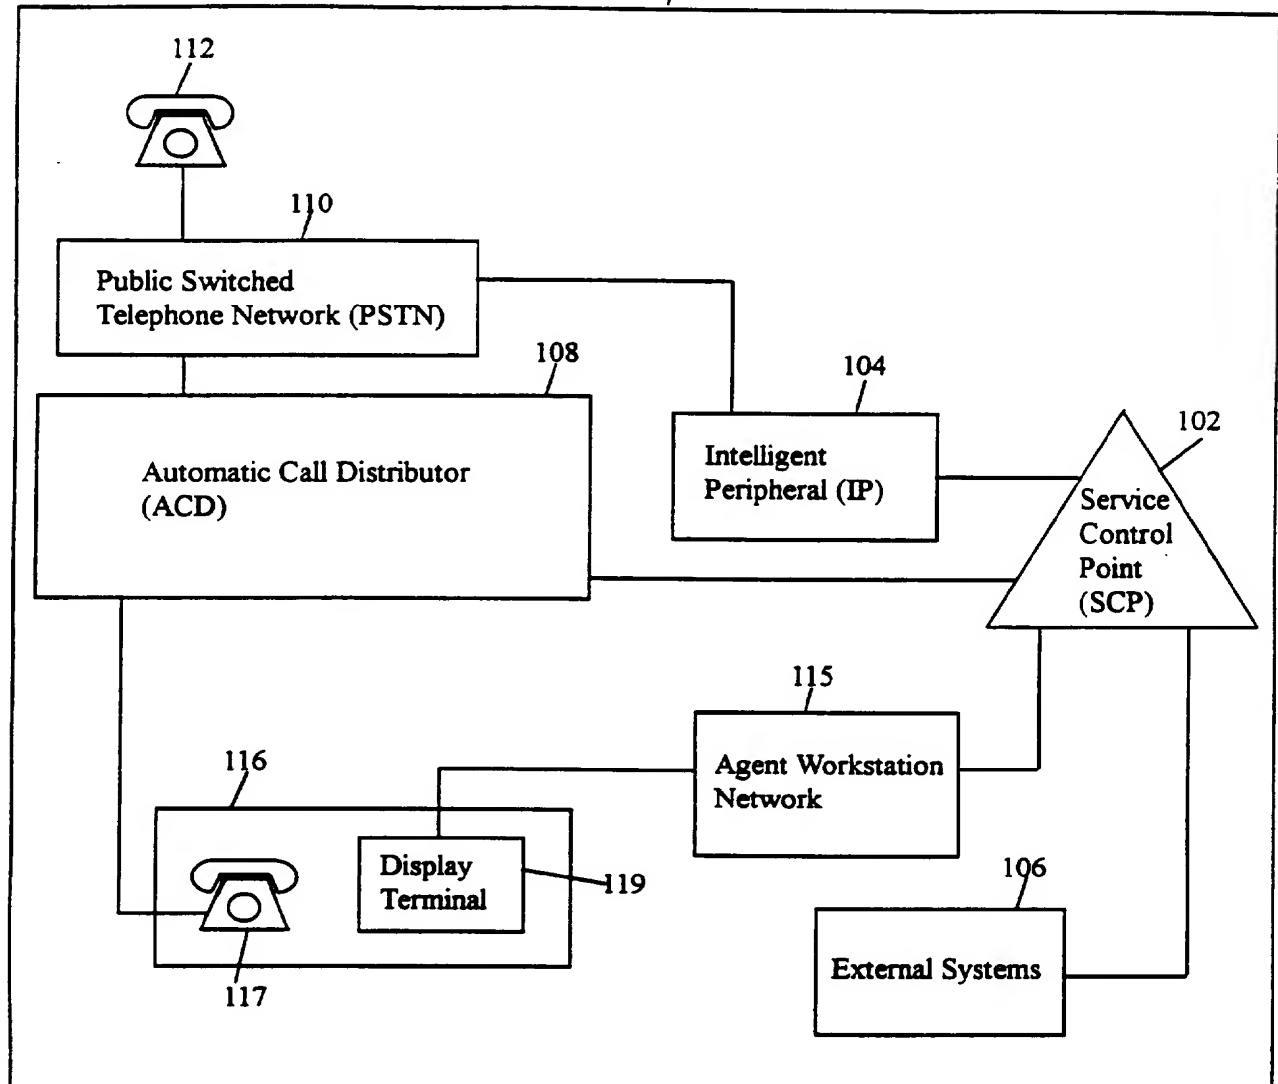 112
110
Public Switched
Telephone Network (PSTN)
108
104
102
Automatic Call Distributor
(ACD)
Intelligent
Peripheral (IP)
Service
Control
Point
(SCP)
115
116
Agent Workstation
Network
Display
Terminal
119
106
External Systems
117